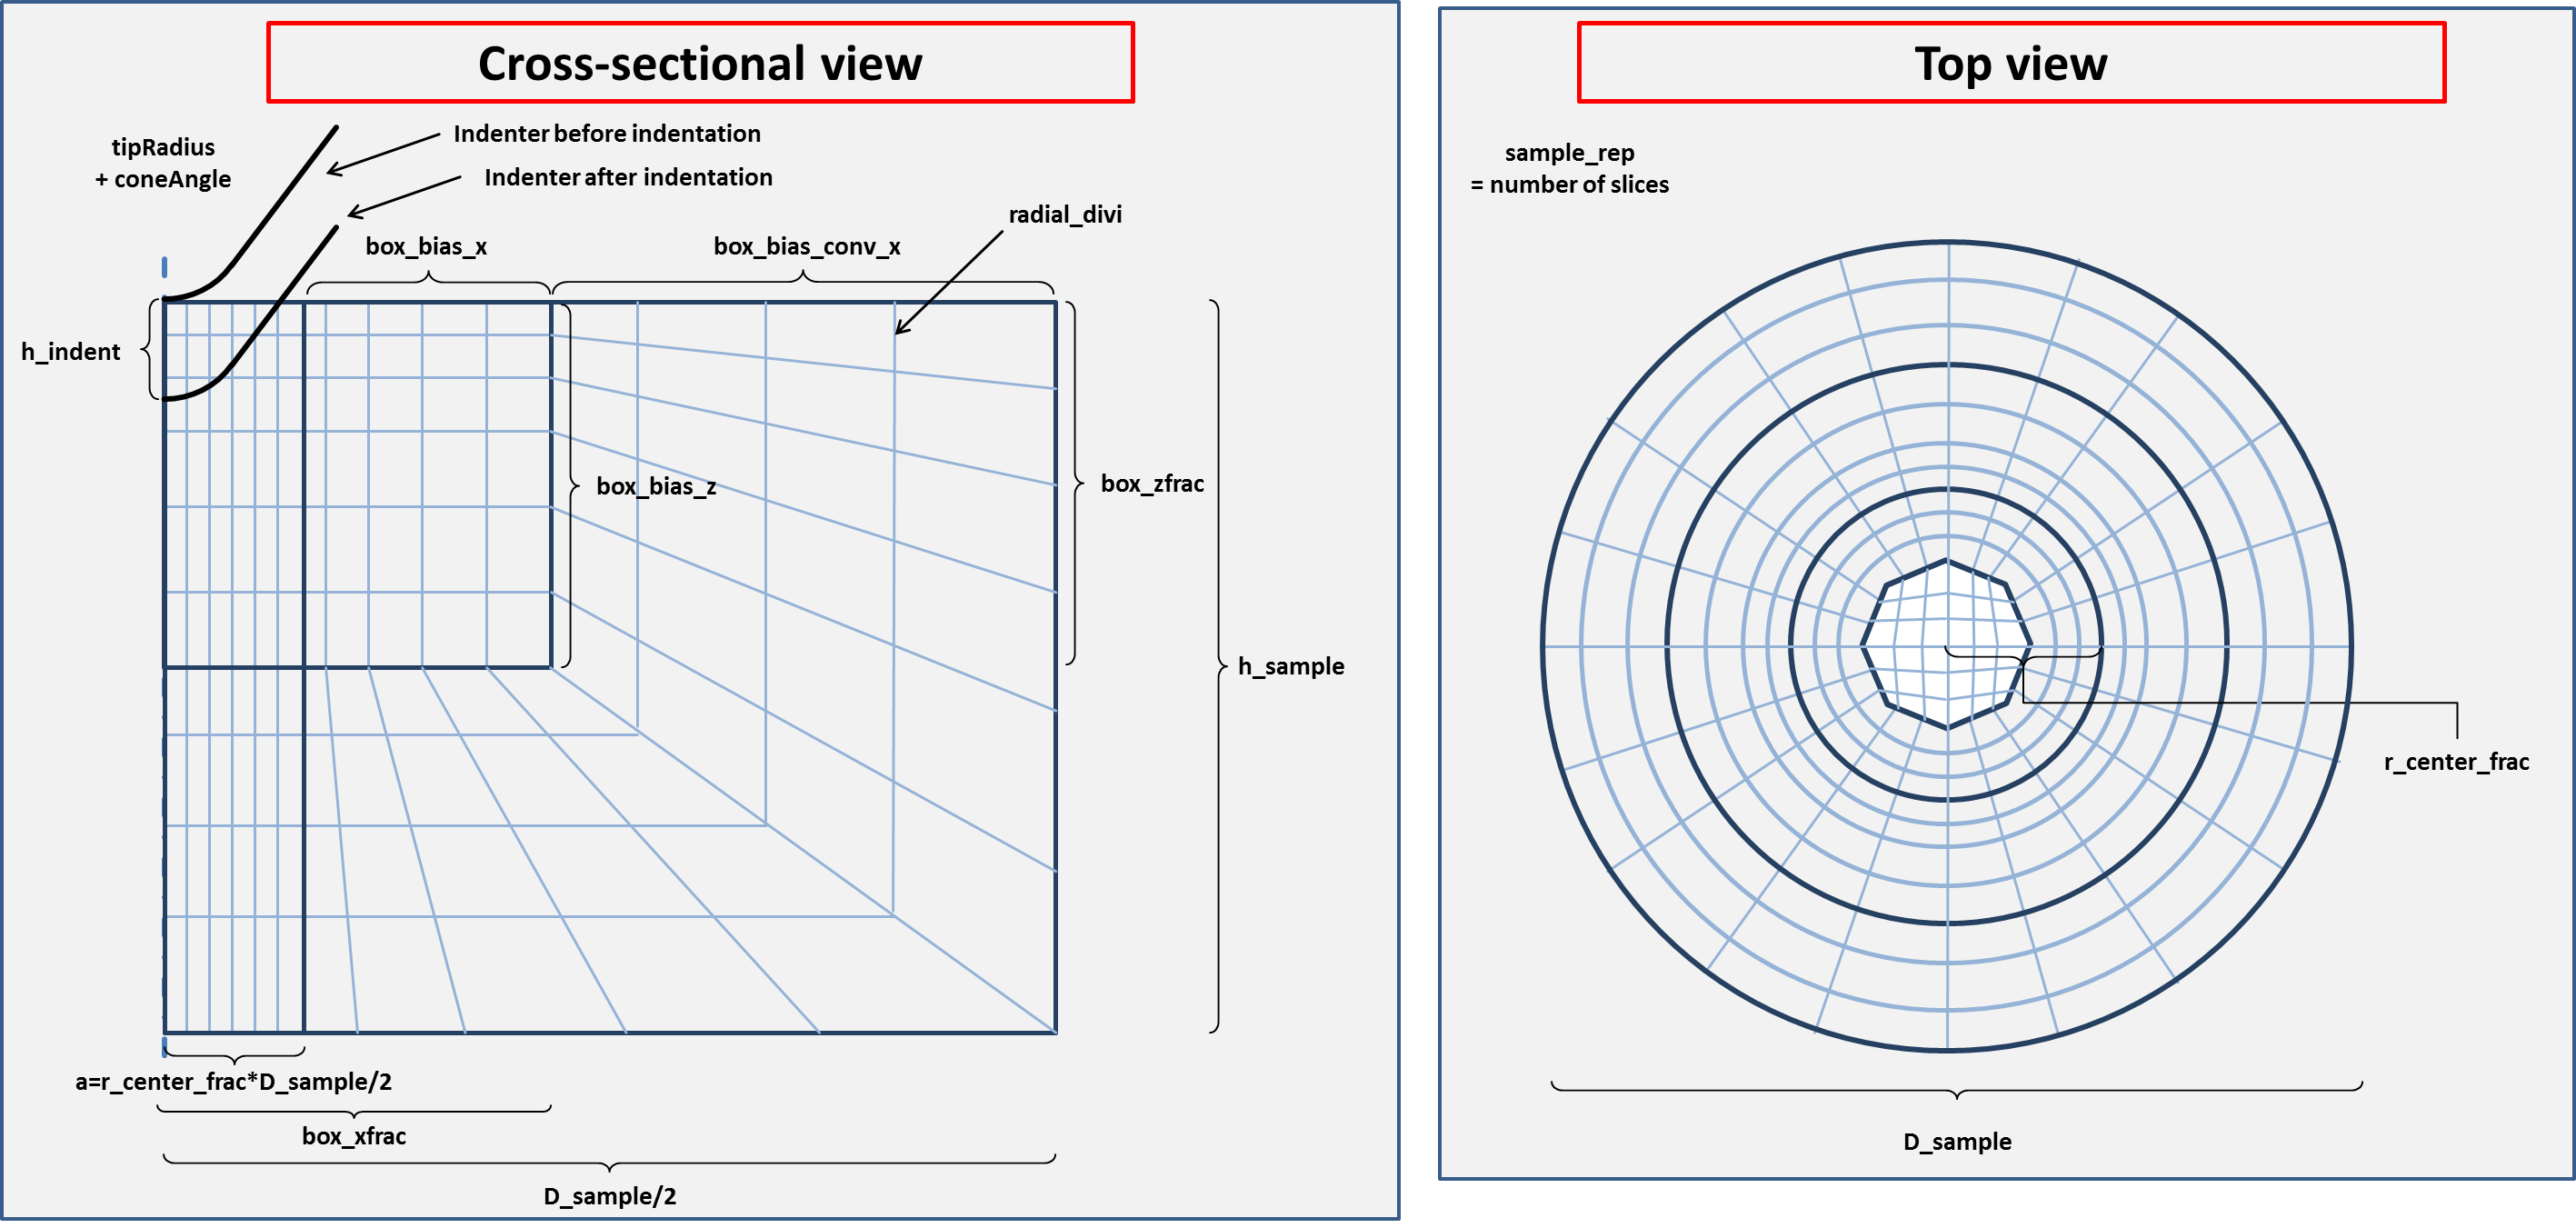 Cross-sectional view
tipRadius
+ coneAngle
Indenter before indentation
Indenter after indentation
radial_divi
box_bias_x
box_bias_conv_x
h_indent
box_bias_z
box_zfrac
h_sample
a=r_center_frac*D_sample/2
box_xfrac
D_sample/2
Top view
sample_rep
= number of slices
r_center_frac
D_sample